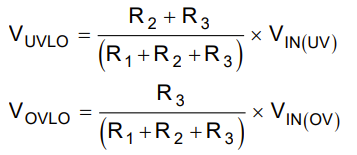 V_UVLO = (R_2 + R_3) / (R_1 + R_2 + R_3) × V_IN(UV)
V_OVLO = R_3 / (R_1 + R_2 + R_3) × V_IN(OV)